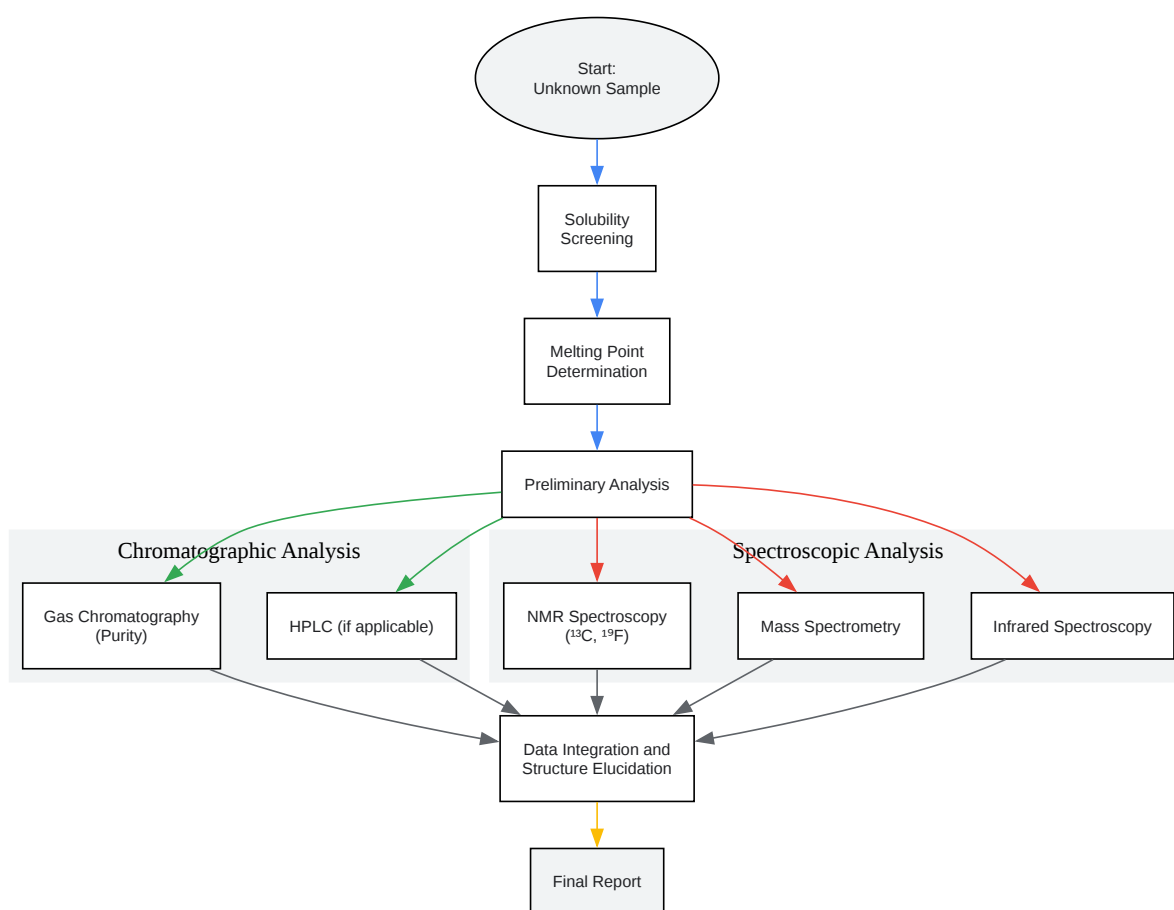 Start:
Unknown Sample
Solubility
Screening
Melting Point
Determination
Preliminary Analysis
Chromatographic Analysis
Spectroscopic Analysis
Gas Chromatography
(Purity)
HPLC (if applicable)
NMR Spectroscopy
(¹³C, ¹⁹F)
Mass Spectrometry
Infrared Spectroscopy
Data Integration and
Structure Elucidation
Final Report